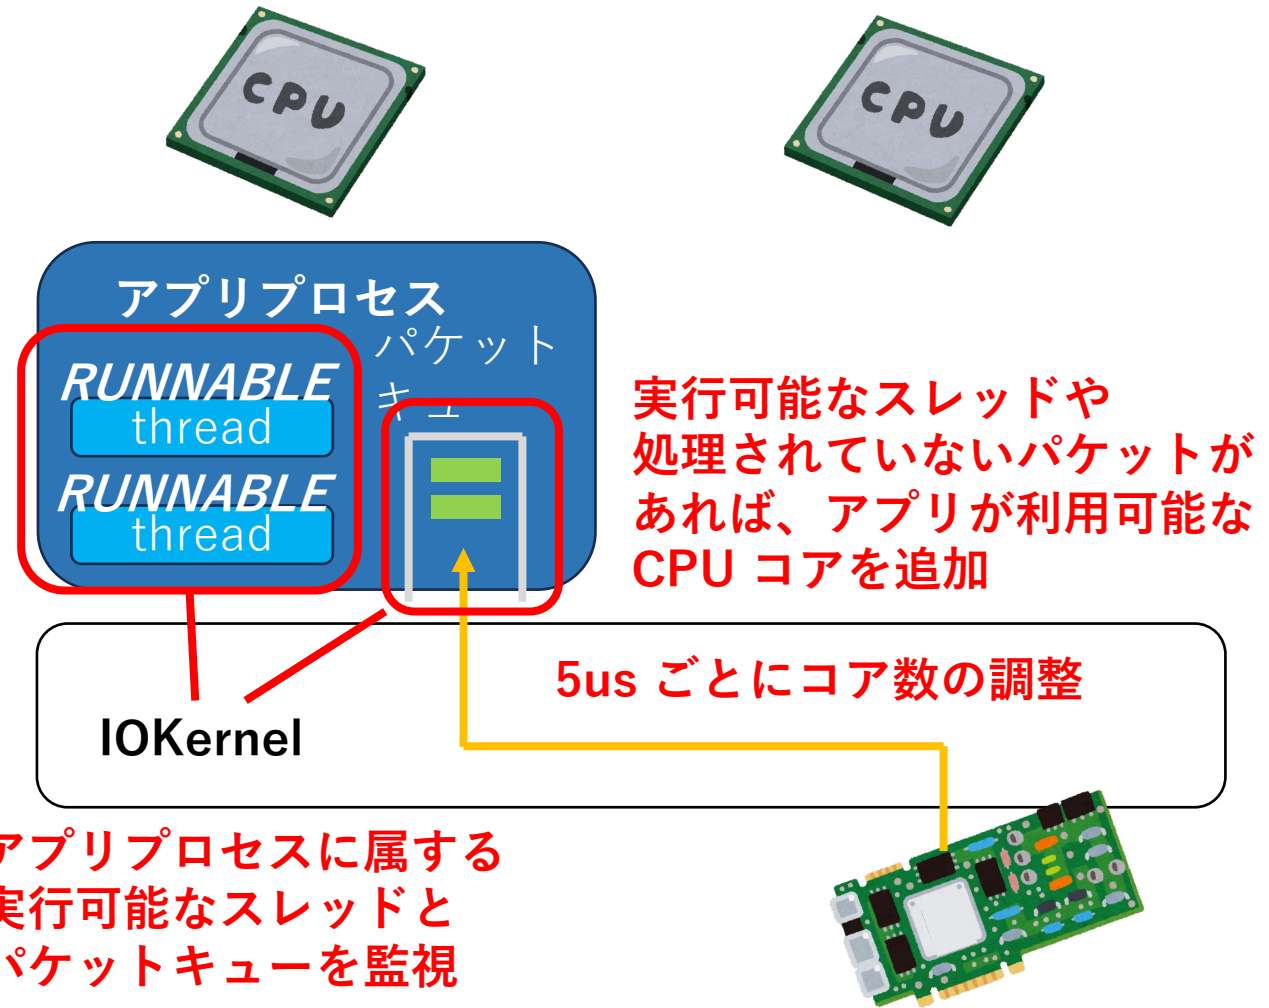 CPU
CPU
アプリプロセス
パケット
キュー
RUNNABLE
thread
RUNNABLE
thread
実行可能なスレッドや
処理されていないパケットが
あれば、アプリが利用可能な
CPU コアを追加
5us ごとにコア数の調整
IOKernel
アプリプロセスに属する
実行可能なスレッドと
パケットキューを監視